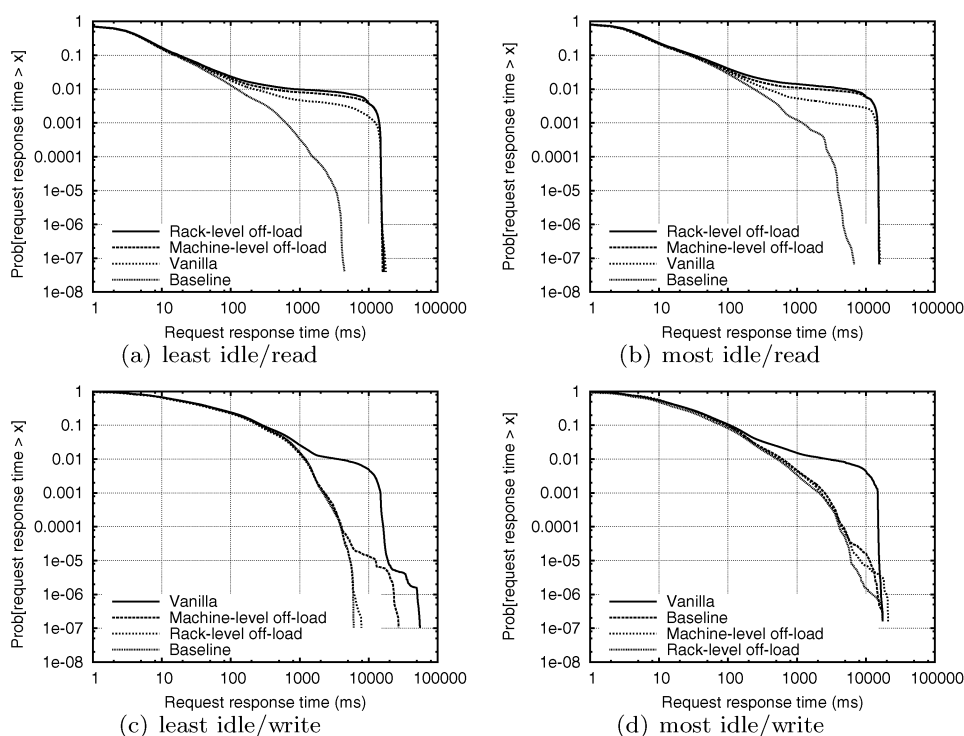 Prob[request response time > x]
1
0.1
0.01
0.001
0.0001
1e-05
1e-06
1e-07
1e-08
Rack-level off-load
Machine-level off-load
Vanilla
Baseline
1 10 100 1000 10000 100000
Request response time (ms)
(a) least idle/read
Prob[request response time > x]
1
0.1
0.01
0.001
0.0001
1e-05
1e-06
1e-07
1e-08
Rack-level off-load
Machine-level off-load
Vanilla
Baseline
1 10 100 1000 10000 100000
Request response time (ms)
(b) most idle/read
Prob[request response time > x]
1
0.1
0.01
0.001
0.0001
1e-05
1e-06
1e-07
1e-08
Vanilla
Machine-level off-load
Rack-level off-load
Baseline
1 10 100 1000 10000 100000
Request response time (ms)
(c) least idle/write
Prob[request response time > x]
1
0.1
0.01
0.001
0.0001
1e-05
1e-06
1e-07
1e-08
Vanilla
Baseline
Machine-level off-load
Rack-level off-load
1 10 100 1000 10000 100000
Request response time (ms)
(d) most idle/write